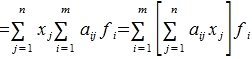 =∑_{j=1}^{n} x_j ∑_{i=1}^{m} a_{ij} f_i = ∑_{i=1}^{m} [∑_{j=1}^{n} a_{ij} x_j] f_i